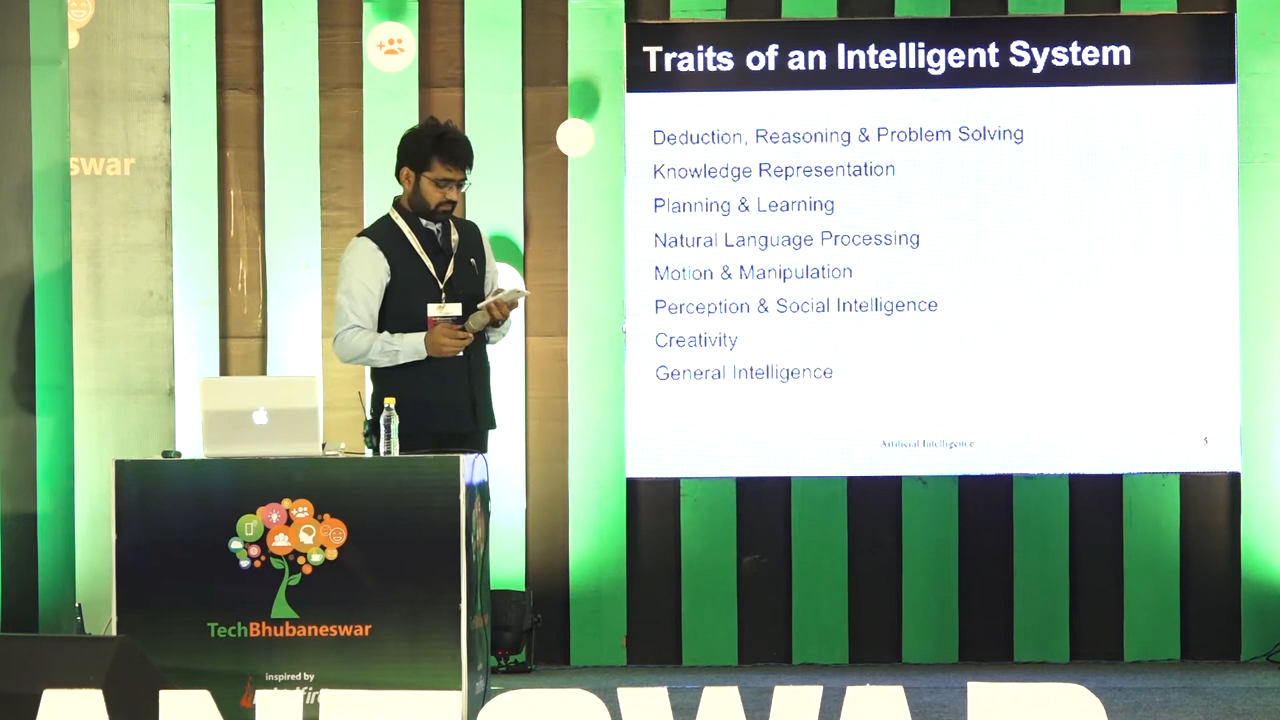 swar
Traits of an Intelligent System
Deduction, Reasoning & Problem Solving
Knowledge Representation
Planning & Learning
Natural Language Processing
Motion & Manipulation
Perception & Social Intelligence
Creativity
General Intelligence
Artificial Intelligence
5
TechBhubaneswar
inspired by
ANESWAR